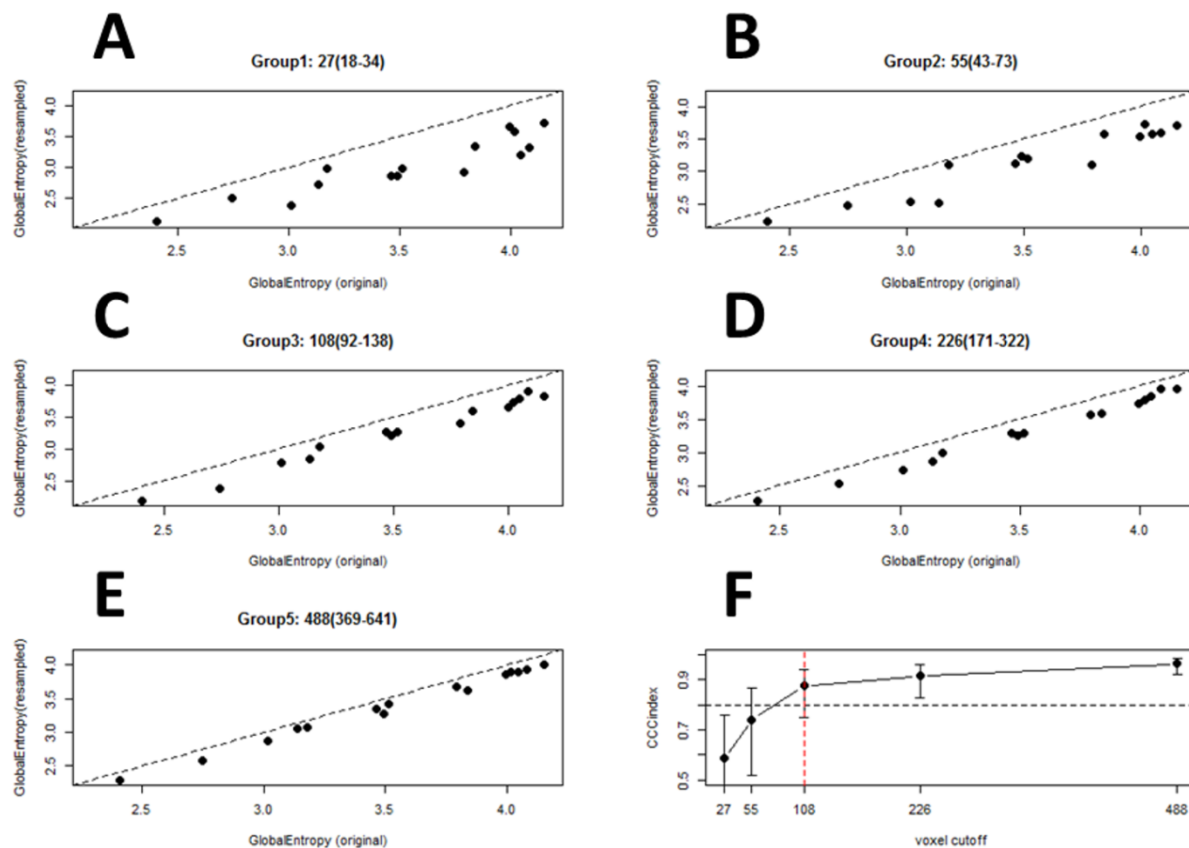 A
B
Group1: 27(18-34)
Group2: 55(43-73)
GlobalEntropy(resampled)
4.0
3.5
3.0
2.5
2.5 3.0 3.5 4.0
GlobalEntropy (original)
GlobalEntropy(resampled)
4.0
3.5
3.0
2.5
2.5 3.0 3.5 4.0
GlobalEntropy (original)
C
D
Group3: 108(92-138)
Group4: 226(171-322)
GlobalEntropy(resampled)
4.0
3.5
3.0
2.5
2.5 3.0 3.5 4.0
GlobalEntropy (original)
GlobalEntropy(resampled)
4.0
3.5
3.0
2.5
2.5 3.0 3.5 4.0
GlobalEntropy (original)
E
F
Group5: 488(369-641)
GlobalEntropy(resampled)
4.0
3.5
3.0
2.5
2.5 3.0 3.5 4.0
GlobalEntropy (original)
CCCindex
0.9
0.7
0.5
27 55 108 226 488
voxel cutoff